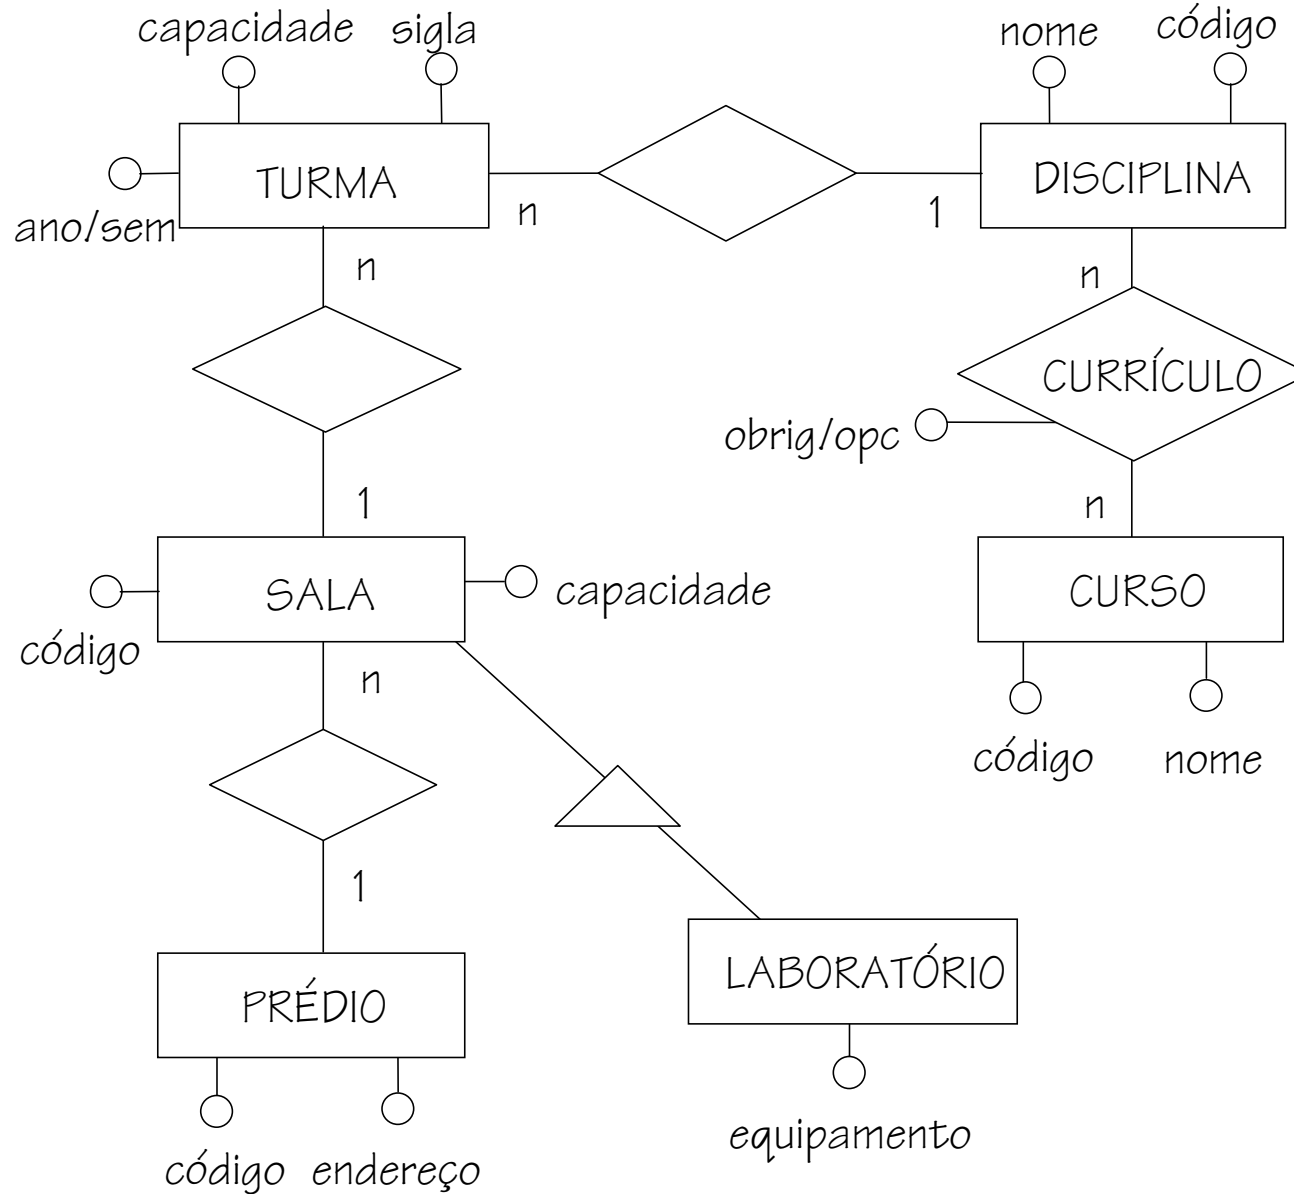 capacidade
sigla
nome
código
TURMA
DISCIPLINA
ano/sem
n
1
n
n
CURRÍCULO
obrig/opc
1
n
SALA
capacidade
CURSO
código
n
código
nome
1
LABORATÓRIO
PRÉDIO
equipamento
código
endereço